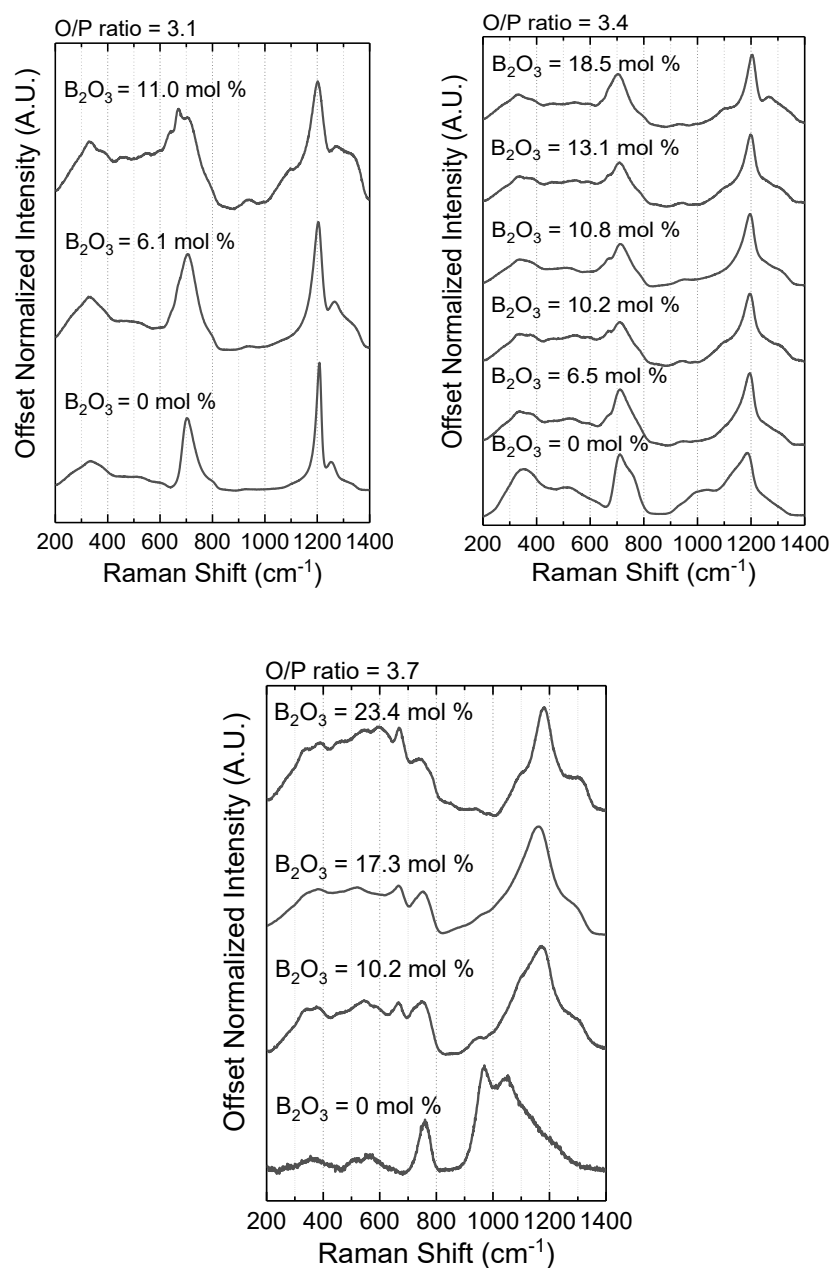 O/P ratio = 3.1
Offset Normalized Intensity (A.U.)
B₂O₃ = 11.0 mol %
B₂O₃ = 6.1 mol %
B₂O₃ = 0 mol %
200 400 600 800 1000 1200 1400
Raman Shift (cm⁻¹)
O/P ratio = 3.4
Offset Normalized Intensity (A.U.)
B₂O₃ = 18.5 mol %
B₂O₃ = 13.1 mol %
B₂O₃ = 10.8 mol %
B₂O₃ = 10.2 mol %
B₂O₃ = 6.5 mol %
B₂O₃ = 0 mol %
200 400 600 800 1000 1200 1400
Raman Shift (cm⁻¹)
O/P ratio = 3.7
Offset Normalized Intensity (A.U.)
B₂O₃ = 23.4 mol %
B₂O₃ = 17.3 mol %
B₂O₃ = 10.2 mol %
B₂O₃ = 0 mol %
200 400 600 800 1000 1200 1400
Raman Shift (cm⁻¹)